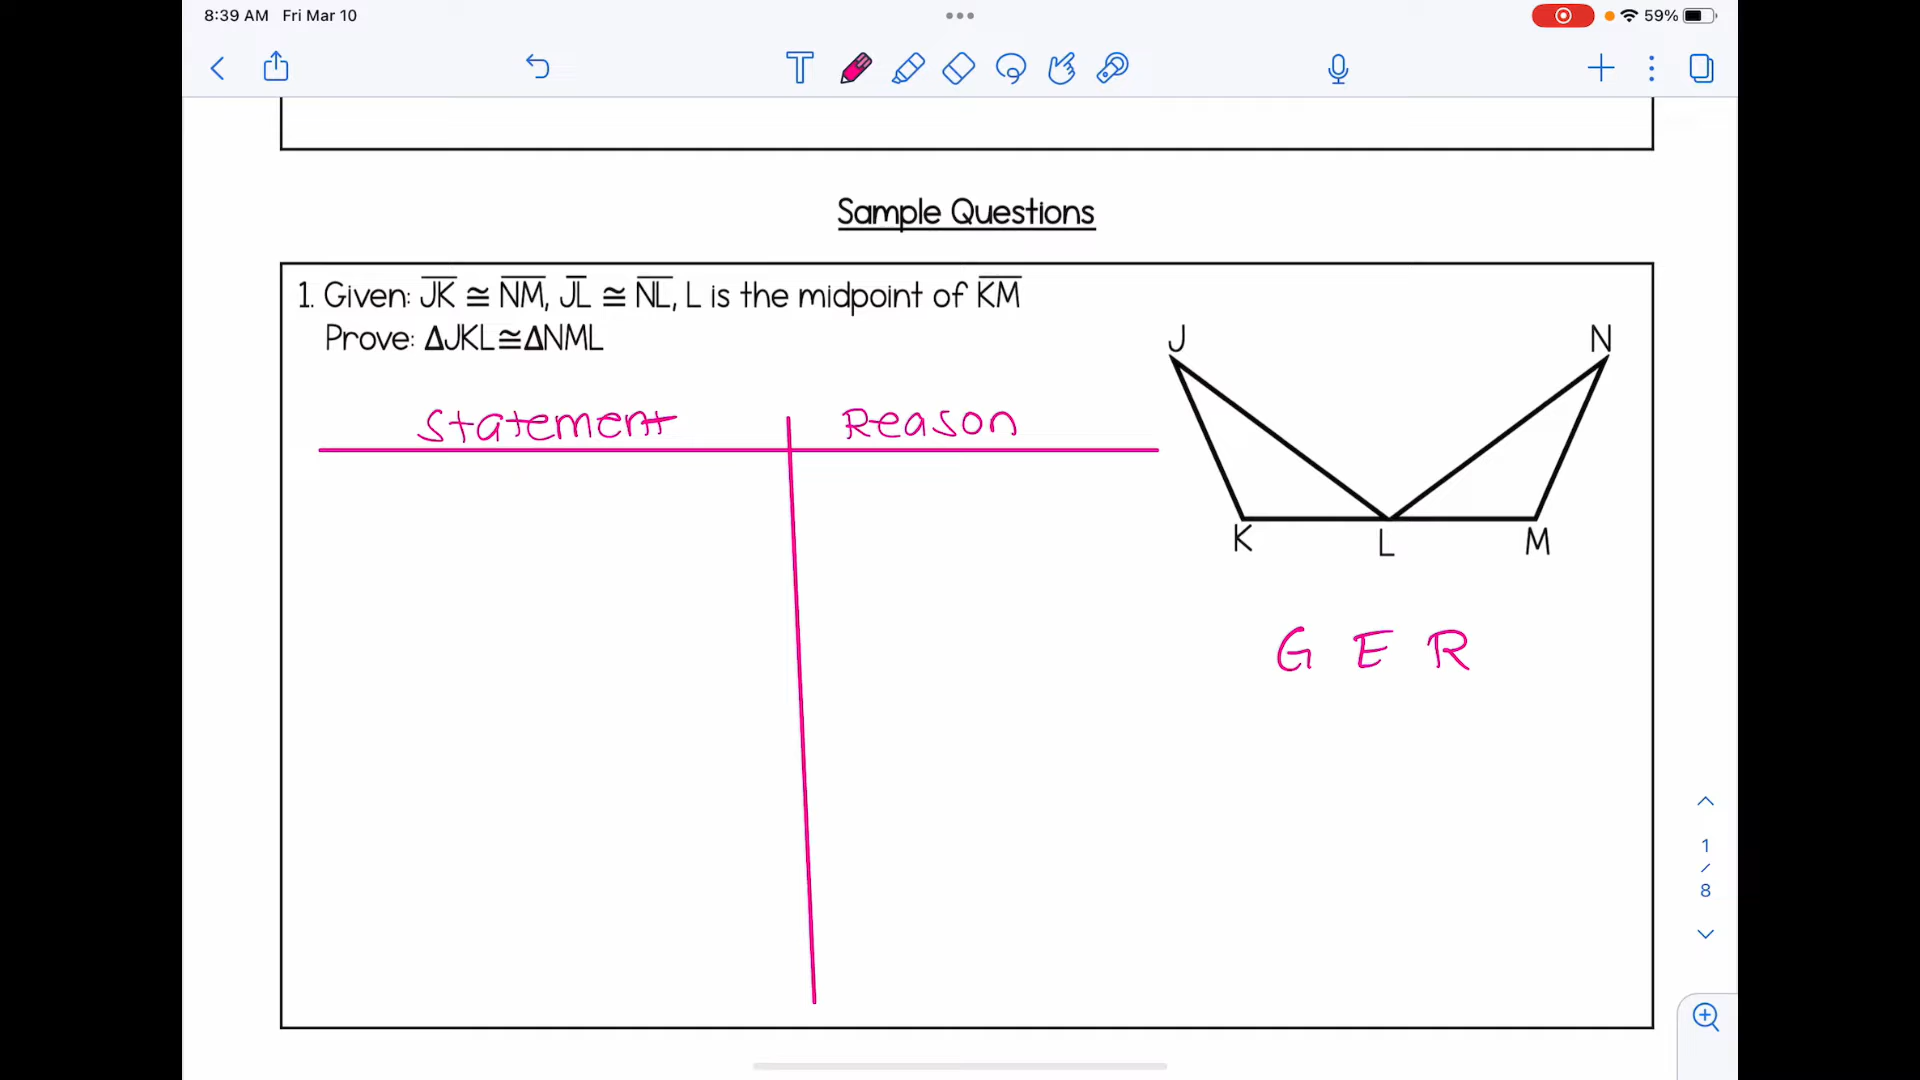 8:39 AM Fri Mar 10
59%
T
Sample Questions
1. Given: JK ≅ NM, JL ≅ NL, L is the midpoint of KM
Prove: ΔJKL≅ΔNML
J
N
Statement
Reason
K
L
M
G E R
1
/
8